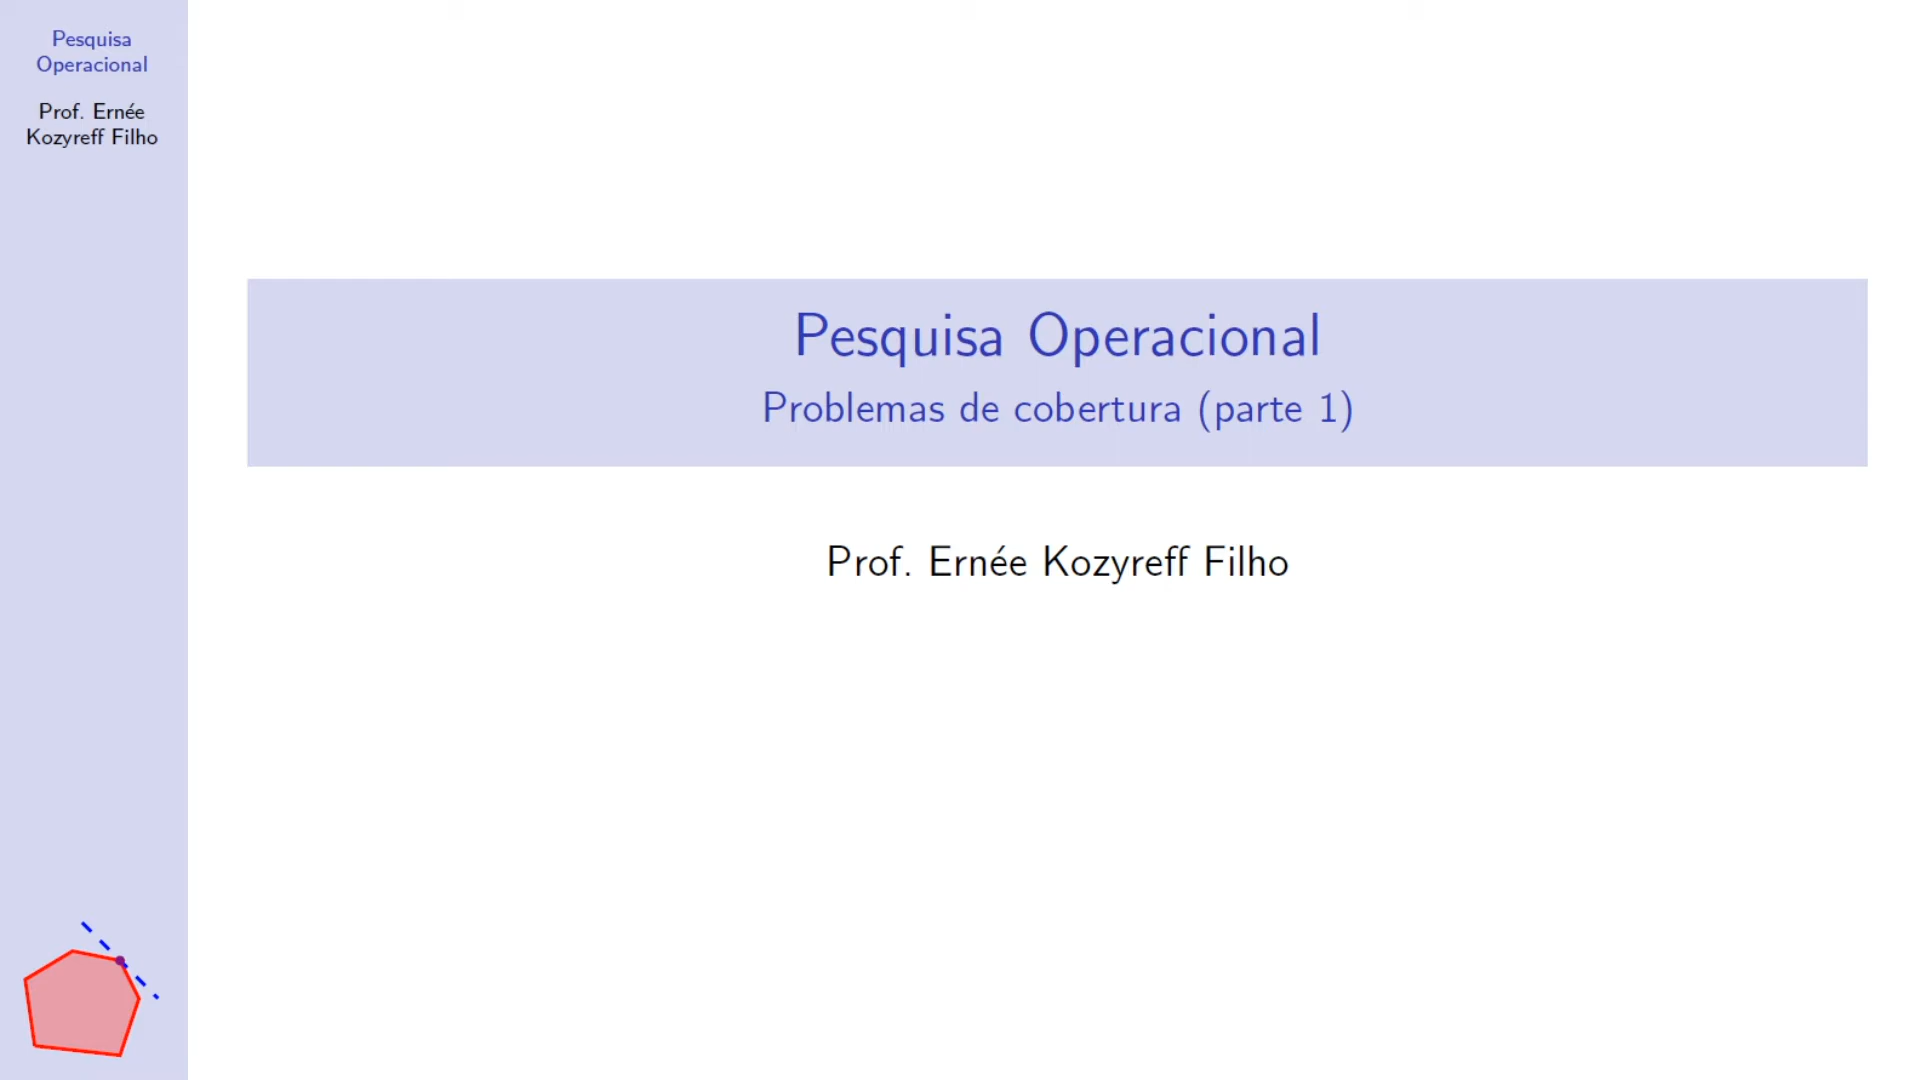 Pesquisa
Operacional
Prof. Ernée
Kozyreff Filho
Pesquisa Operacional
Problemas de cobertura (parte 1)
Prof. Ernée Kozyreff Filho